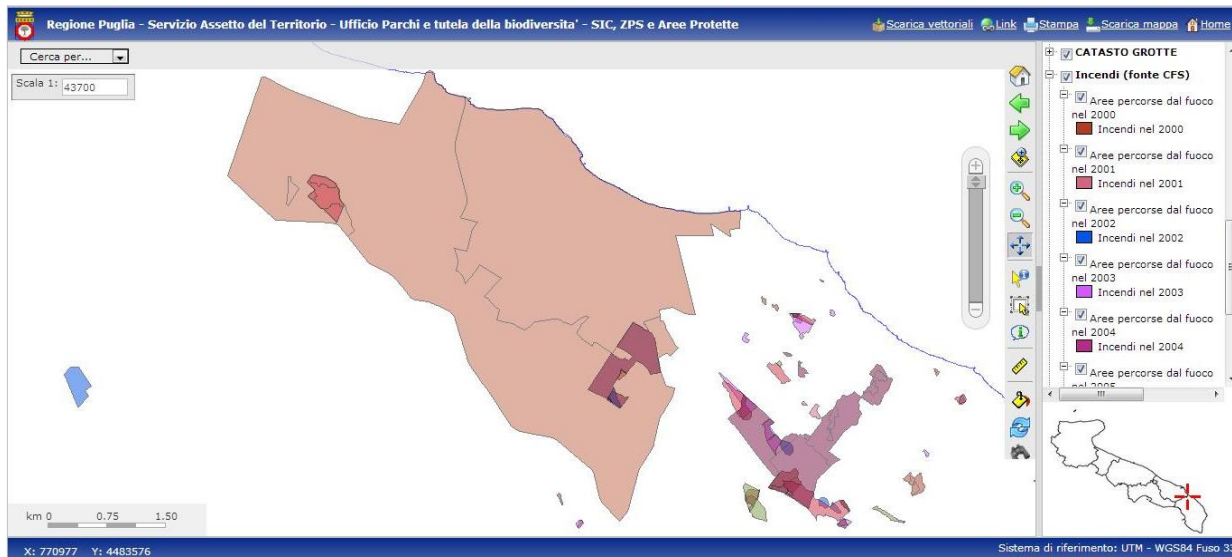 Regione Puglia - Servizio Assetto del Territorio - Ufficio Parchi e tutela della biodiversita' - SIC, ZPS e Aree Protette
Scarica vettoriali Link Stampa Scarica mappa Home
Cerca per...
Scala 1: 43700
CATASTO GROTTE
Incendi (fonte CFS)
Aree percorse dal fuoco
nel 2000
Incendi nel 2000
Aree percorse dal fuoco
nel 2001
Incendi nel 2001
Aree percorse dal fuoco
nel 2002
Incendi nel 2002
Aree percorse dal fuoco
nel 2003
Incendi nel 2003
Aree percorse dal fuoco
nel 2004
Incendi nel 2004
Aree percorse dal fuoco
nel 2005
km 0 0.75 1.50
X: 770977 Y: 4483576
Sistema di riferimento: UTM - WGS84 Fuso